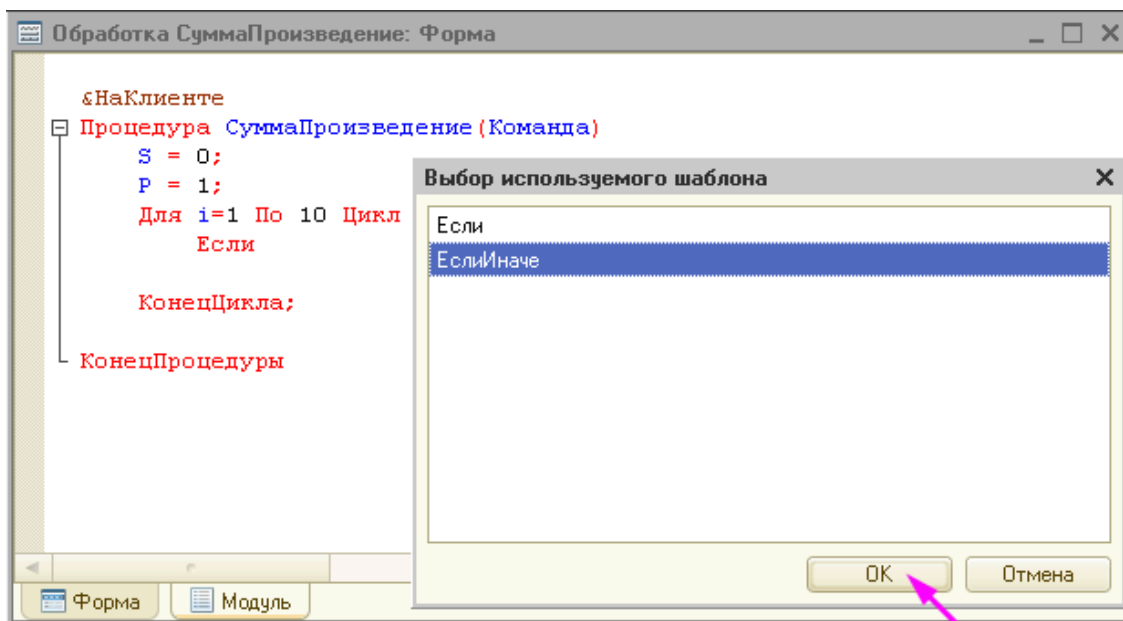 Обработка СуммаПроизведение: Форма
&НаКлиенте
Процедура СуммаПроизведение(Команда)
S = 0;
P = 1;
Для i=1 По 10 Цикл
Если
КонецЦикла;
КонецПроцедуры
Выбор используемого шаблона
Если
ЕслиИначе
OK
Отмена
Форма
Модуль